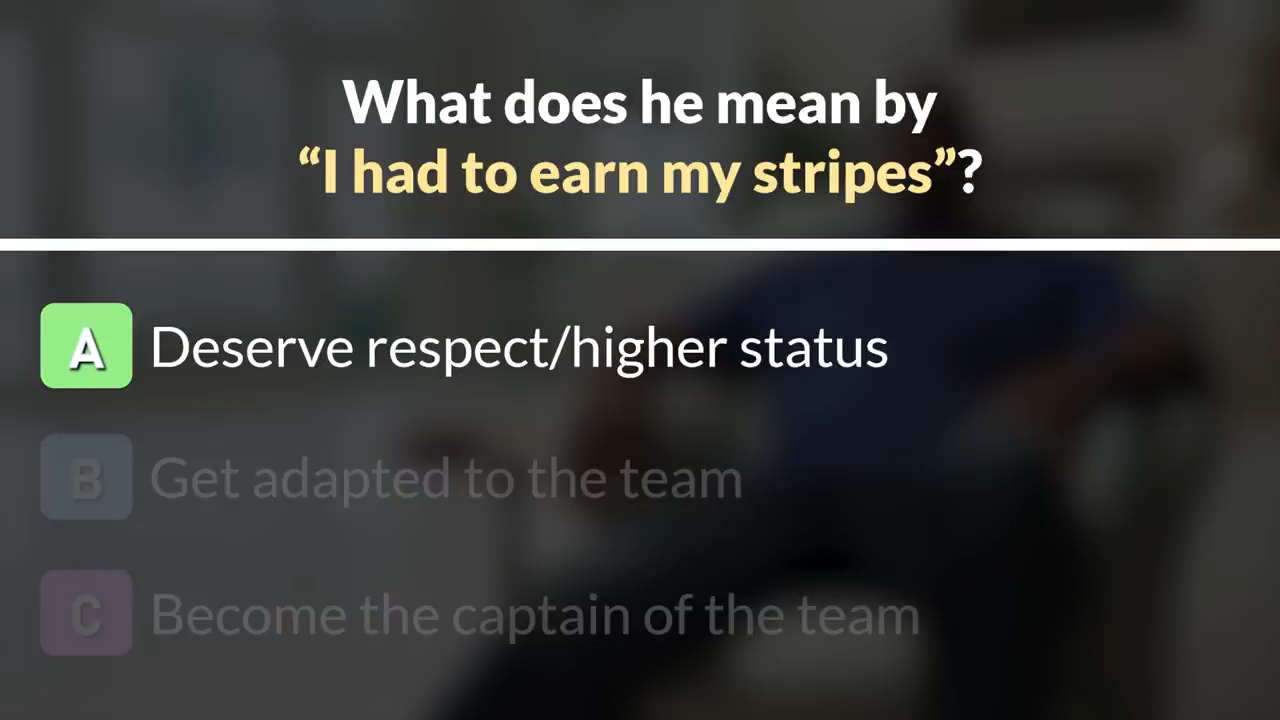 What does he mean by
“I had to earn my stripes”?
A Deserve respect/higher status
B Get adapted to the team
C Become the captain of the team